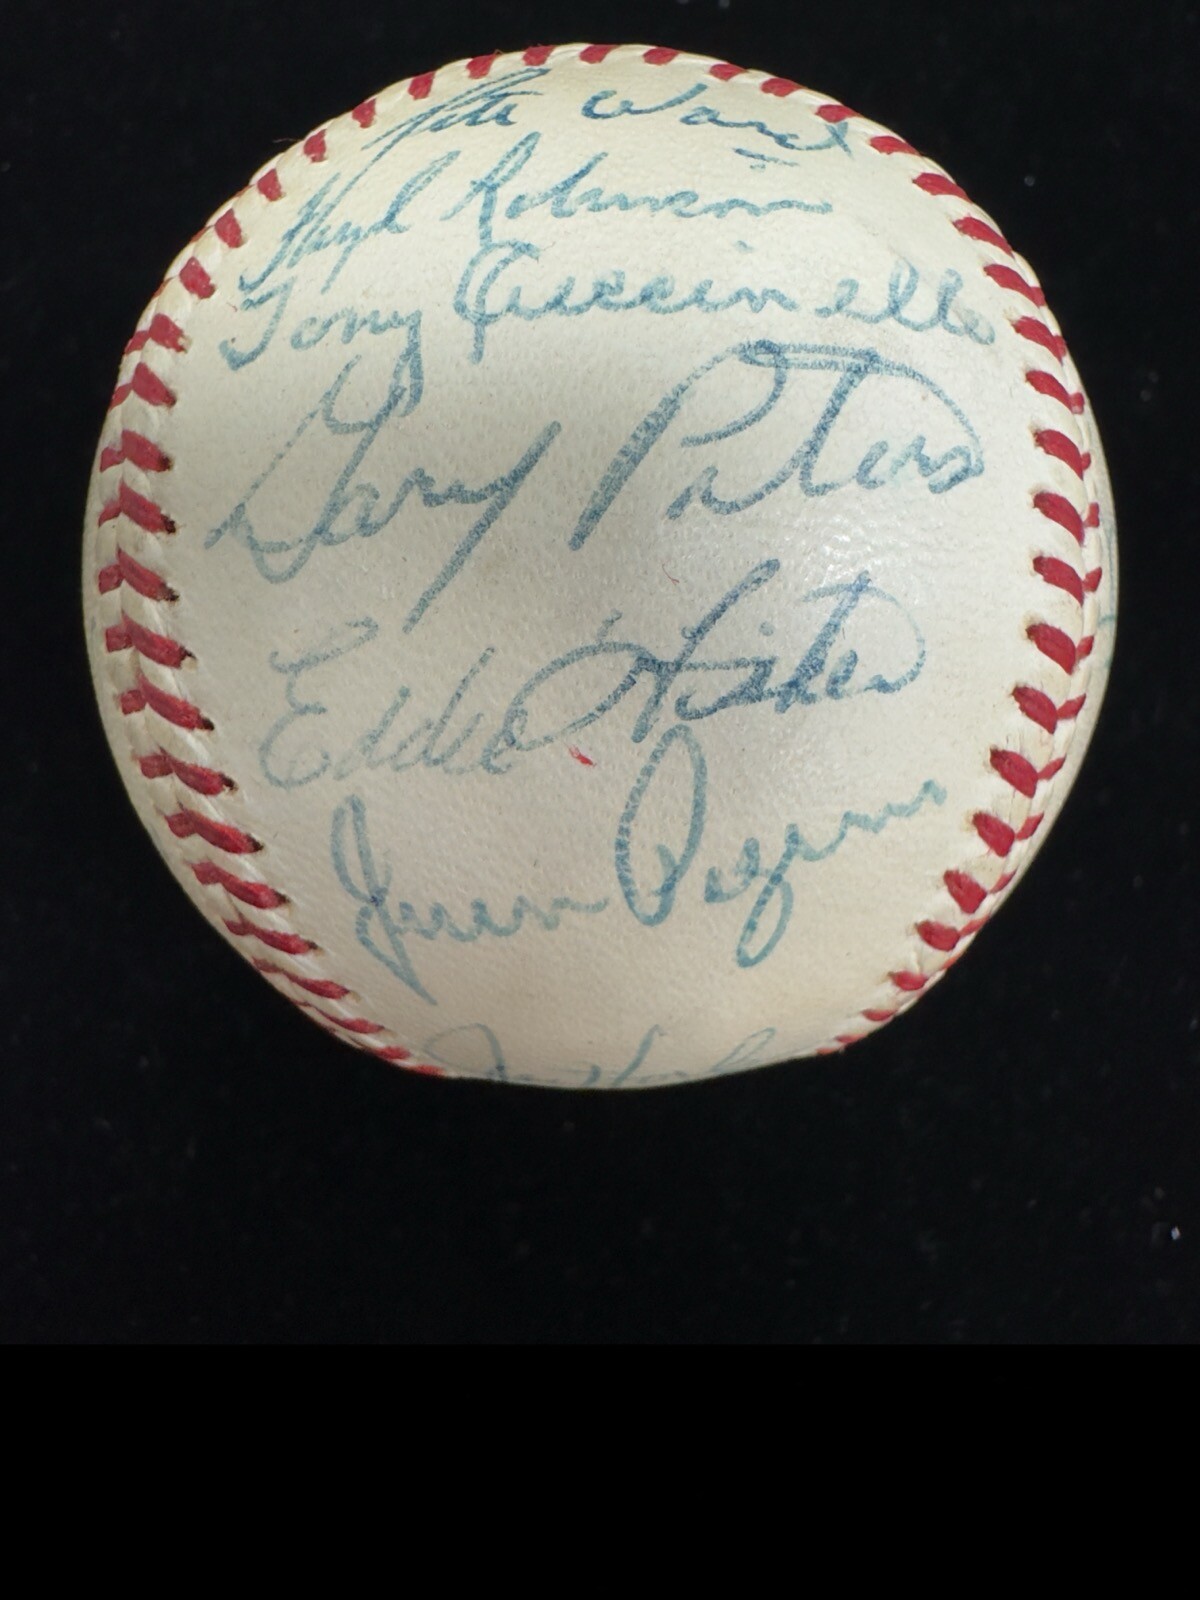 Pete Ward
Floyd Robinson
Tony Cuccinello
Gary Peters
Eddie Fisher
Juan Pizarro